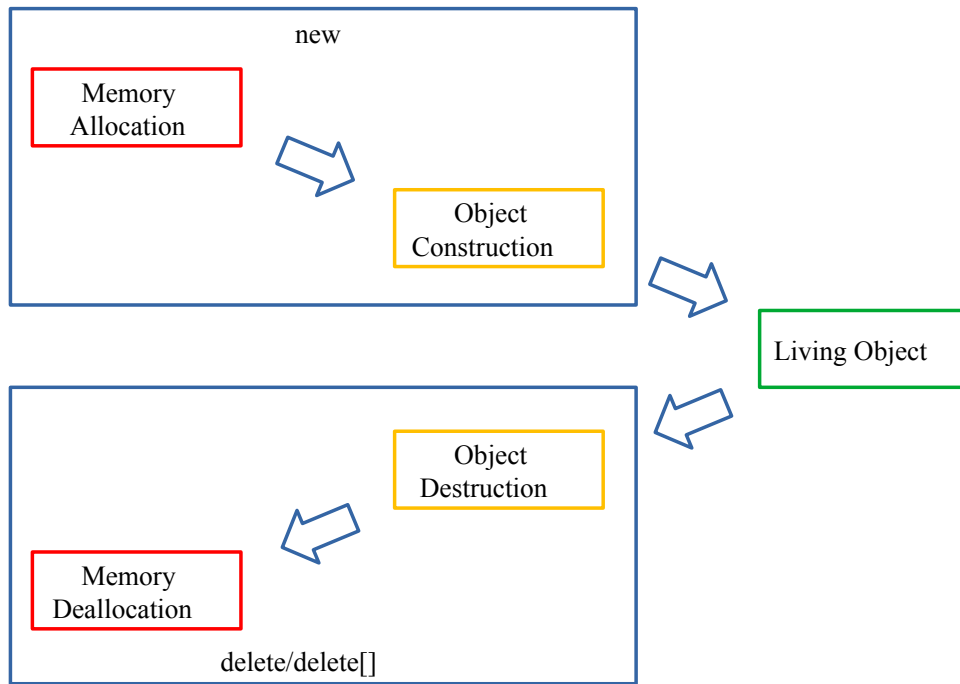 new
Memory
Allocation
Object
Construction
Living Object
Object
Destruction
Memory
Deallocation
delete/delete[]